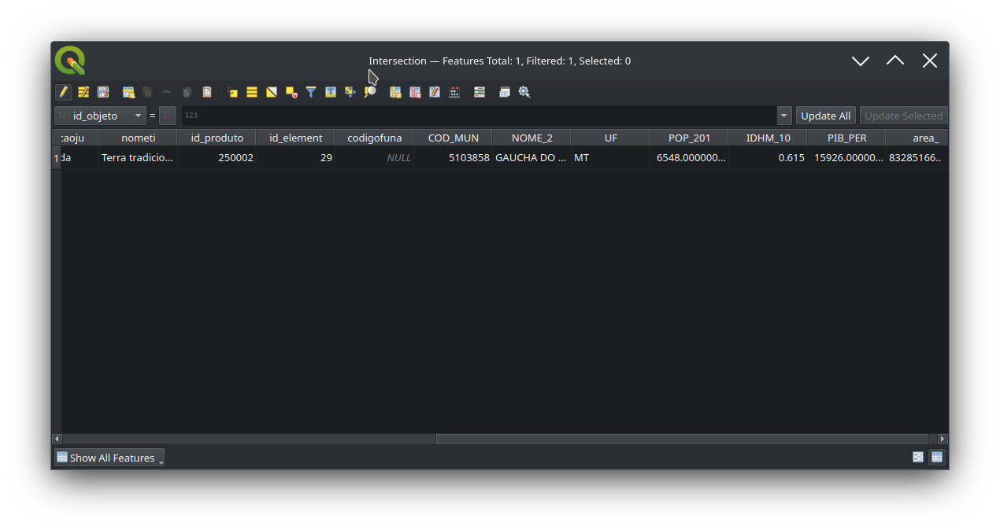 Intersection — Features Total: 1, Filtered: 1, Selected: 0
123 id_objeto = 123 Update All Update Selected
:aoju nometi id_produto id_element codigofuna COD_MUN NOME_2 UF POP_201 IDHM_10 PIB_PER area_
1 da Terra tradicio... 250002 29 NULL 5103858 GAUCHA DO ... MT 6548.000000... 0.615 15926.00000... 83285166..
Show All Features